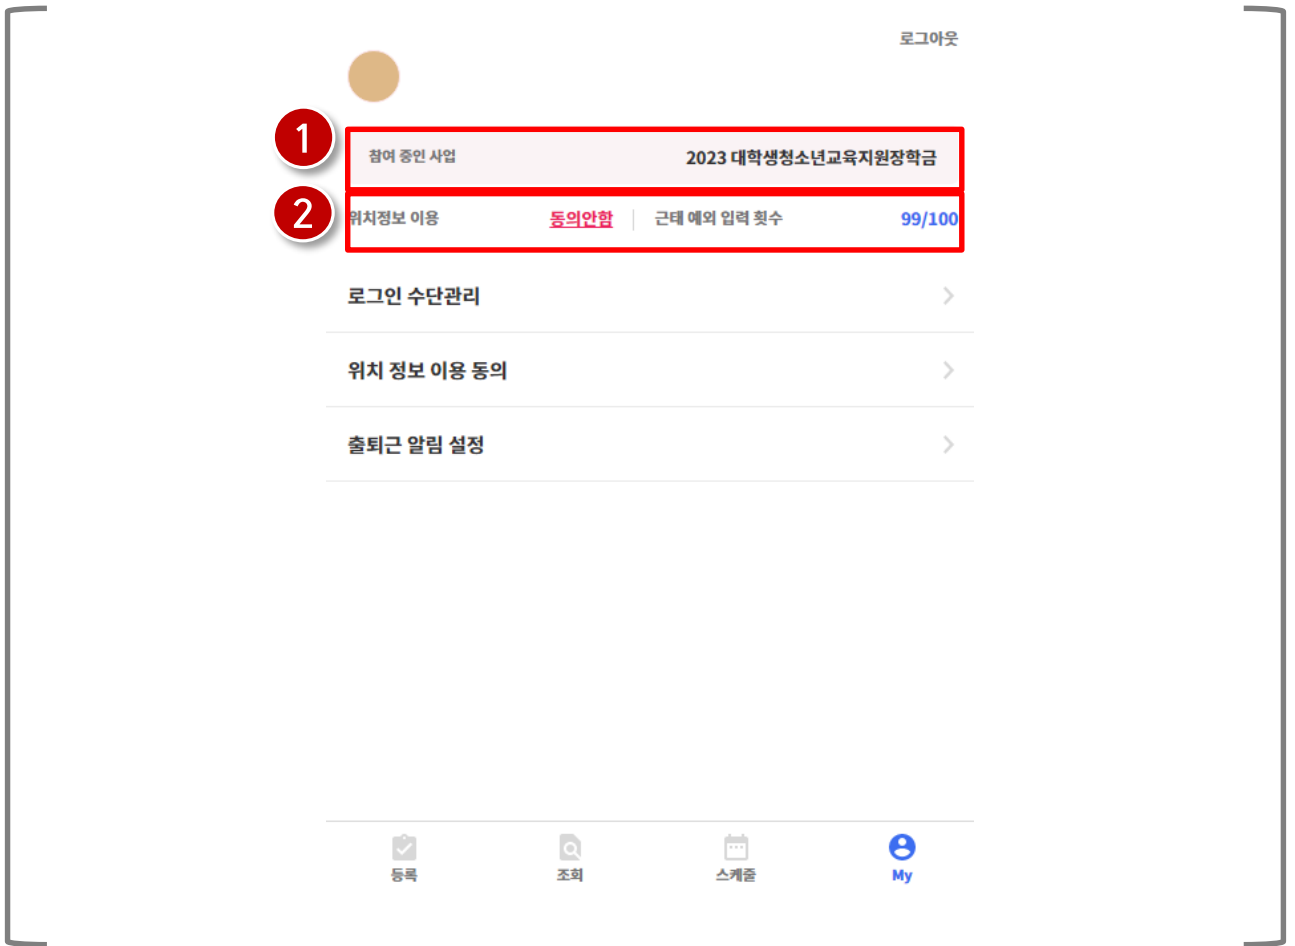 로그아웃
1
참여 중인 사업 2023 대학생청소년교육지원장학금
2
위치정보 이용 동의안함 근태 예외 입력 횟수 99/100
로그인 수단관리
위치 정보 이용 동의
출퇴근 알림 설정
등록 조회 스케줄 My